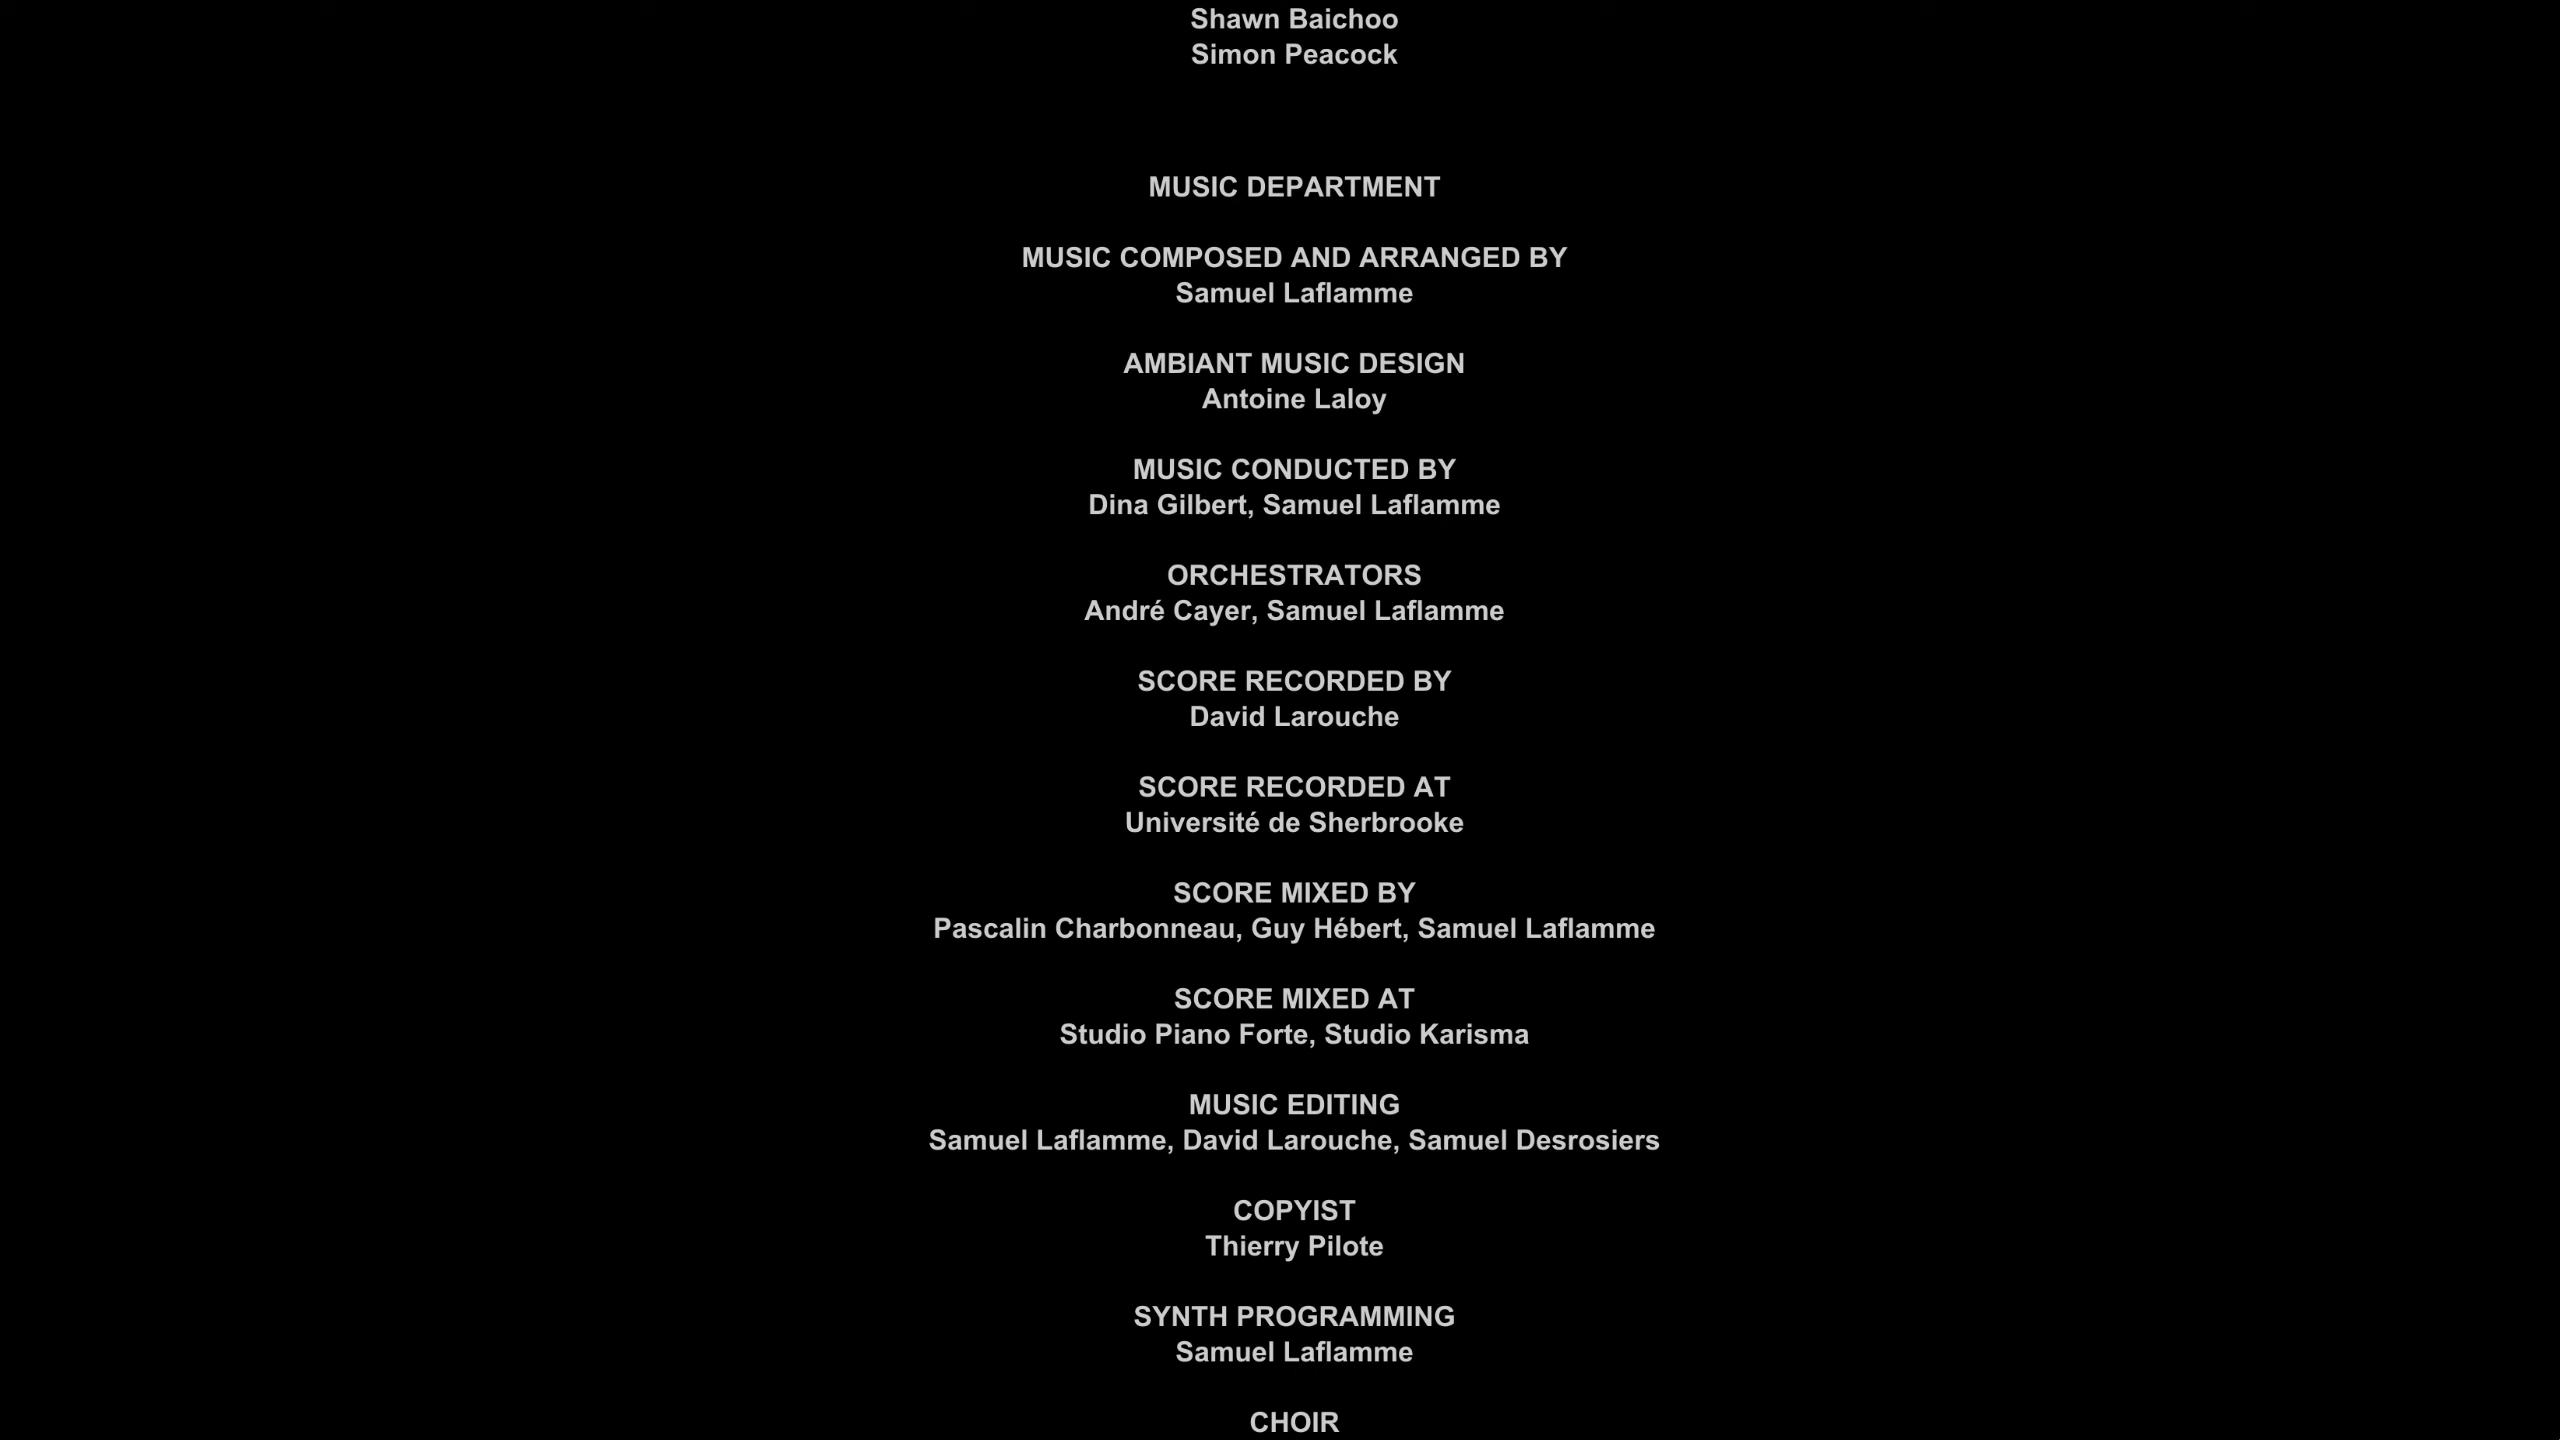 Shawn Baichoo
Simon Peacock
MUSIC DEPARTMENT
MUSIC COMPOSED AND ARRANGED BY
Samuel Laflamme
AMBIANT MUSIC DESIGN
Antoine Laloy
MUSIC CONDUCTED BY
Dina Gilbert, Samuel Laflamme
ORCHESTRATORS
André Cayer, Samuel Laflamme
SCORE RECORDED BY
David Larouche
SCORE RECORDED AT
Université de Sherbrooke
SCORE MIXED BY
Pascalin Charbonneau, Guy Hébert, Samuel Laflamme
SCORE MIXED AT
Studio Piano Forte, Studio Karisma
MUSIC EDITING
Samuel Laflamme, David Larouche, Samuel Desrosiers
COPYIST
Thierry Pilote
SYNTH PROGRAMMING
Samuel Laflamme
CHOIR